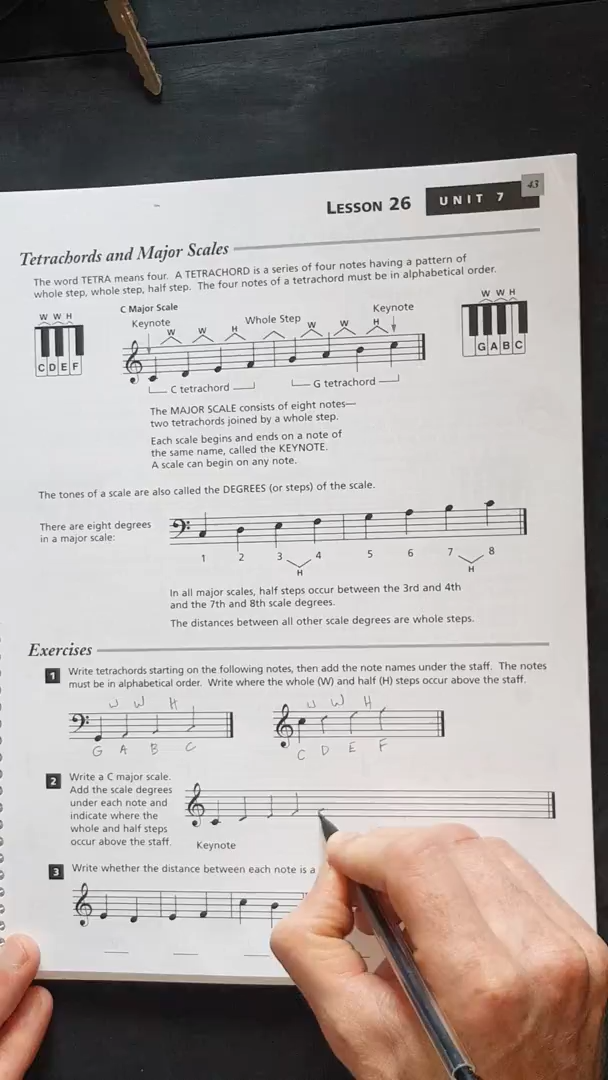 43
LESSON 26 UNIT 7
Tetrachords and Major Scales
The word TETRA means four. A TETRACHORD is a series of four notes having a pattern of
whole step, whole step, half step. The four notes of a tetrachord must be in alphabetical order.
W W H
C D E F
C Major Scale
Keynote
W W H Whole Step W W H
Keynote
C tetrachord G tetrachord
W W H
G A B C
The MAJOR SCALE consists of eight notes—
two tetrachords joined by a whole step.
Each scale begins and ends on a note of
the same name, called the KEYNOTE.
A scale can begin on any note.
The tones of a scale are also called the DEGREES (or steps) of the scale.
There are eight degrees
in a major scale:
1 2 3 4 5 6 7 8
H H
In all major scales, half steps occur between the 3rd and 4th
and the 7th and 8th scale degrees.
The distances between all other scale degrees are whole steps.
Exercises
1 Write tetrachords starting on the following notes, then add the note names under the staff. The notes
must be in alphabetical order. Write where the whole (W) and half (H) steps occur above the staff.
W W H
G A B C
W W H
C D E F
2 Write a C major scale.
Add the scale degrees
under each note and
indicate where the
whole and half steps
occur above the staff.
Keynote
3 Write whether the distance between each note is a